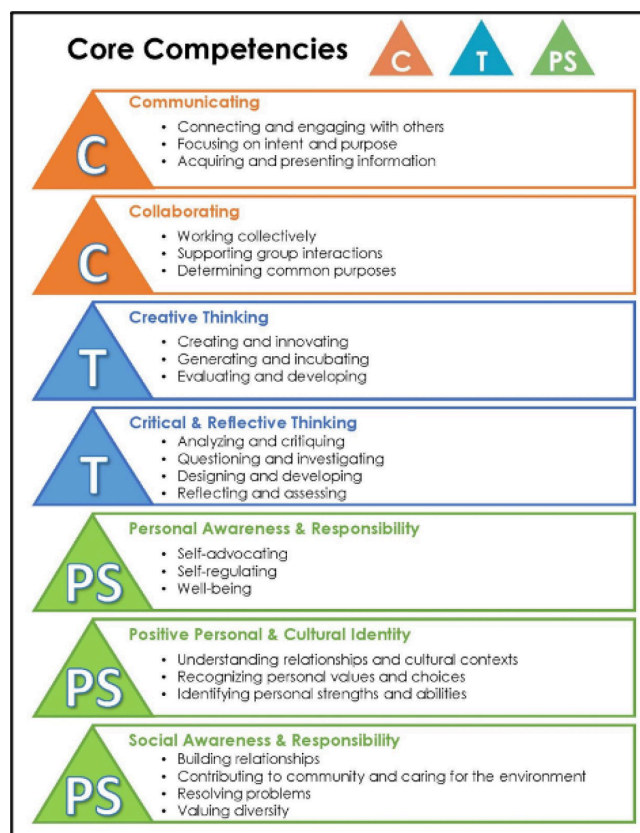 Core Competencies
C T PS
Communicating
• Connecting and engaging with others
• Focusing on intent and purpose
• Acquiring and presenting information
C
Collaborating
• Working collectively
• Supporting group interactions
• Determining common purposes
C
Creative Thinking
• Creating and innovating
• Generating and incubating
• Evaluating and developing
T
Critical & Reflective Thinking
• Analyzing and critiquing
• Questioning and investigating
• Designing and developing
• Reflecting and assessing
T
Personal Awareness & Responsibility
• Self-advocating
• Self-regulating
• Well-being
PS
Positive Personal & Cultural Identity
• Understanding relationships and cultural contexts
• Recognizing personal values and choices
• Identifying personal strengths and abilities
PS
Social Awareness & Responsibility
• Building relationships
• Contributing to community and caring for the environment
• Resolving problems
• Valuing diversity
PS